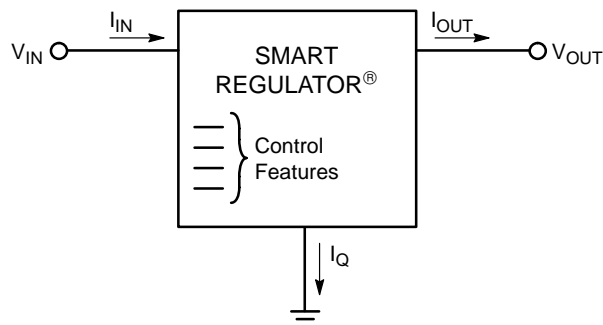 I_IN
V_IN
SMART
REGULATOR®
I_OUT
V_OUT
Control
Features
I_Q